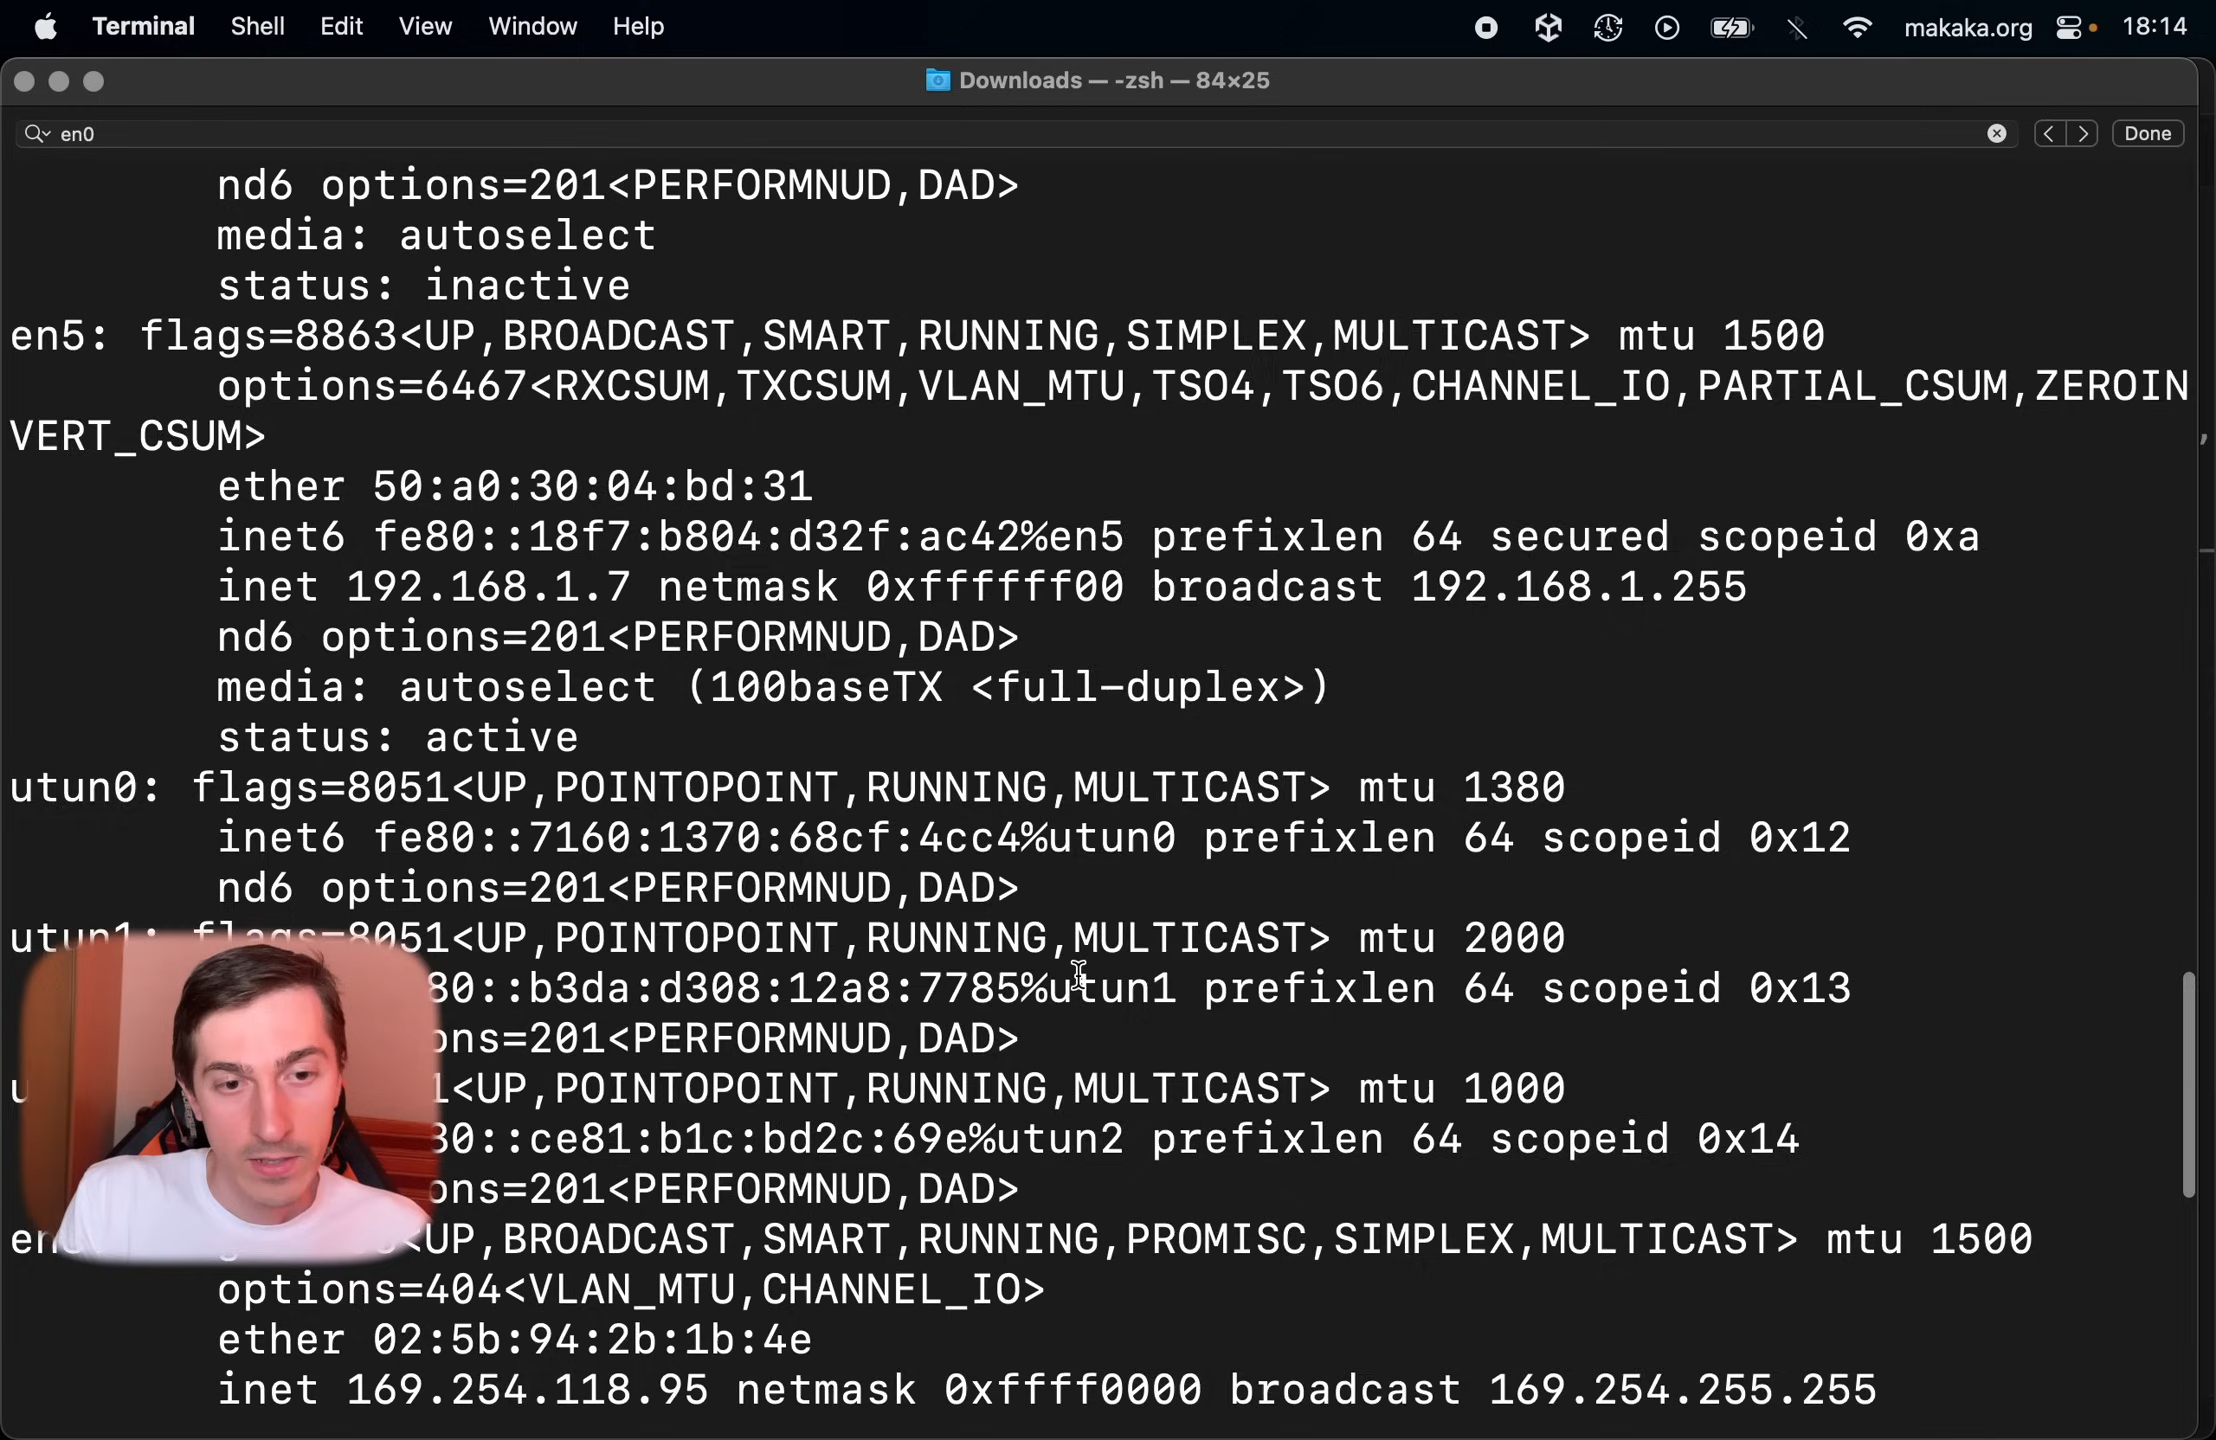 Terminal Shell Edit View Window Help makaka.org 18:14
Downloads — -zsh — 84×25
en0 Done
nd6 options=201<PERFORMNUD,DAD>
media: autoselect
status: inactive
en5: flags=8863<UP,BROADCAST,SMART,RUNNING,SIMPLEX,MULTICAST> mtu 1500
options=6467<RXCSUM,TXCSUM,VLAN_MTU,TSO4,TSO6,CHANNEL_IO,PARTIAL_CSUM,ZEROIN
VERT_CSUM>
ether 50:a0:30:04:bd:31
inet6 fe80::18f7:b804:d32f:ac42%en5 prefixlen 64 secured scopeid 0xa
inet 192.168.1.7 netmask 0xffffff00 broadcast 192.168.1.255
nd6 options=201<PERFORMNUD,DAD>
media: autoselect (100baseTX <full-duplex>)
status: active
utun0: flags=8051<UP,POINTOPOINT,RUNNING,MULTICAST> mtu 1380
inet6 fe80::7160:1370:68cf:4cc4%utun0 prefixlen 64 scopeid 0x12
nd6 options=201<PERFORMNUD,DAD>
utun1: flags=8051<UP,POINTOPOINT,RUNNING,MULTICAST> mtu 2000
80::b3da:d308:12a8:7785%utun1 prefixlen 64 scopeid 0x13
ons=201<PERFORMNUD,DAD>
1<UP,POINTOPOINT,RUNNING,MULTICAST> mtu 1000
80::ce81:b1c:bd2c:69e%utun2 prefixlen 64 scopeid 0x14
ons=201<PERFORMNUD,DAD>
<UP,BROADCAST,SMART,RUNNING,PROMISC,SIMPLEX,MULTICAST> mtu 1500
options=404<VLAN_MTU,CHANNEL_IO>
ether 02:5b:94:2b:1b:4e
inet 169.254.118.95 netmask 0xffff0000 broadcast 169.254.255.255